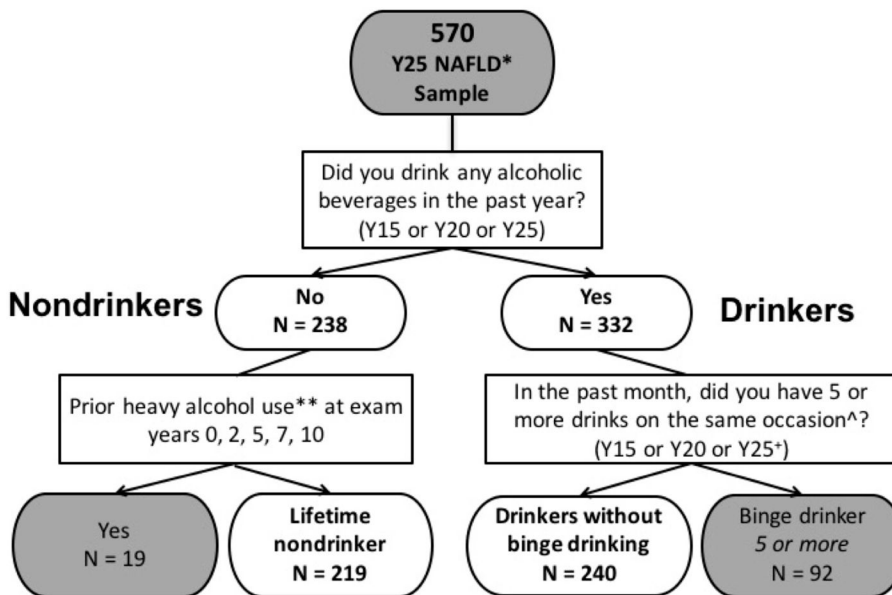 570
Y25 NAFLD*
Sample
Did you drink any alcoholic
beverages in the past year?
(Y15 or Y20 or Y25)
Nondrinkers
No
N = 238
Yes
N = 332
Drinkers
Prior heavy alcohol use** at exam
years 0, 2, 5, 7, 10
In the past month, did you have 5 or
more drinks on the same occasion^?
(Y15 or Y20 or Y25⁺)
Yes
N = 19
Lifetime
nondrinker
N = 219
Drinkers without
binge drinking
N = 240
Binge drinker
5 or more
N = 92